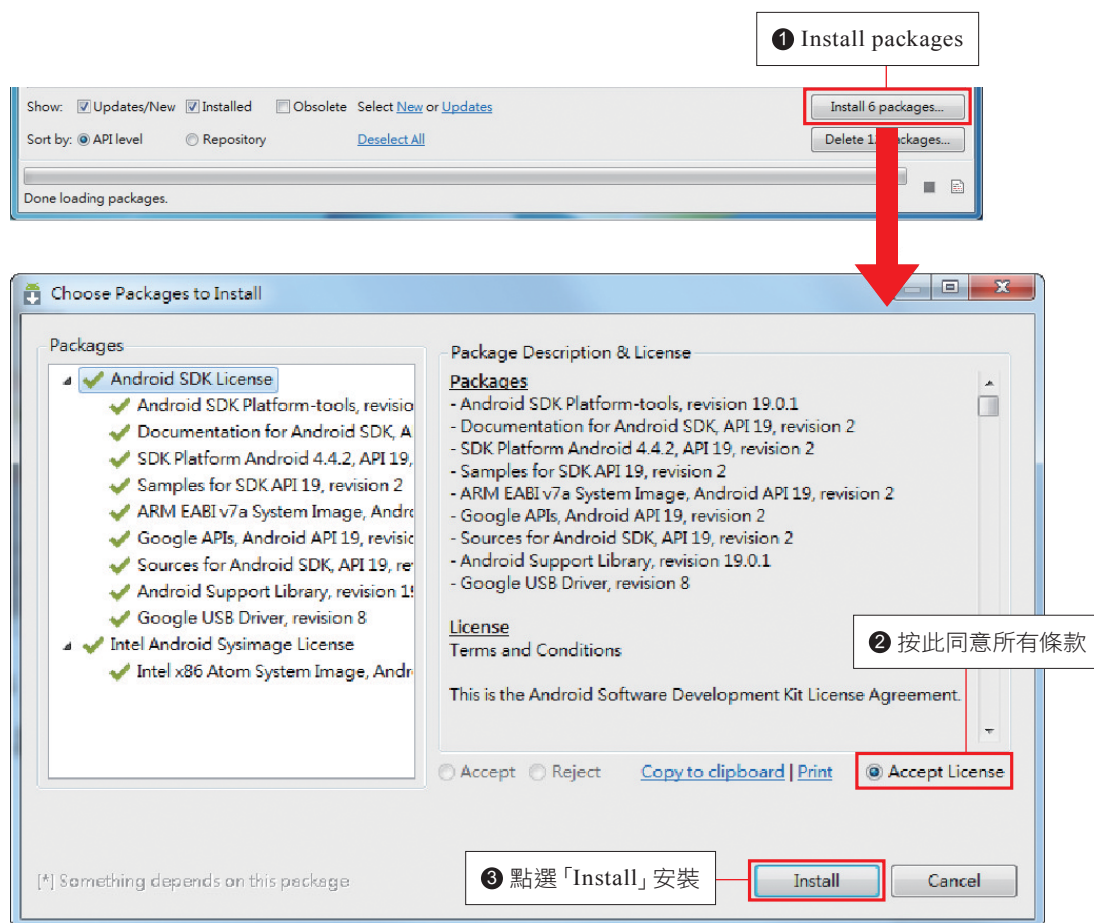 ❶ Install packages
Show: Updates/New Installed Obsolete Select New or Updates
Install 6 packages...
Sort by: API level Repository Deselect All
Delete packages...
Done loading packages.
Choose Packages to Install
Packages
Android SDK License
Android SDK Platform-tools, revisio
Documentation for Android SDK, A
SDK Platform Android 4.4.2, API 19,
Samples for SDK API 19, revision 2
ARM EABI v7a System Image, Andro
Google APIs, Android API 19, revisio
Sources for Android SDK, API 19, re
Android Support Library, revision 1
Google USB Driver, revision 8
Intel Android Sysimage License
Intel x86 Atom System Image, Andr
Package Description & License
Packages
- Android SDK Platform-tools, revision 19.0.1
- Documentation for Android SDK, API 19, revision 2
- SDK Platform Android 4.4.2, API 19, revision 2
- Samples for SDK API 19, revision 2
- ARM EABI v7a System Image, Android API 19, revision 2
- Google APIs, Android API 19, revision 2
- Sources for Android SDK, API 19, revision 2
- Android Support Library, revision 19.0.1
- Google USB Driver, revision 8
License
Terms and Conditions
This is the Android Software Development Kit License Agreement.
❷ 按此同意所有條款
Accept Reject Copy to clipboard | Print Accept License
[*] Something depends on this package
❸ 點選「Install」安裝
Install
Cancel